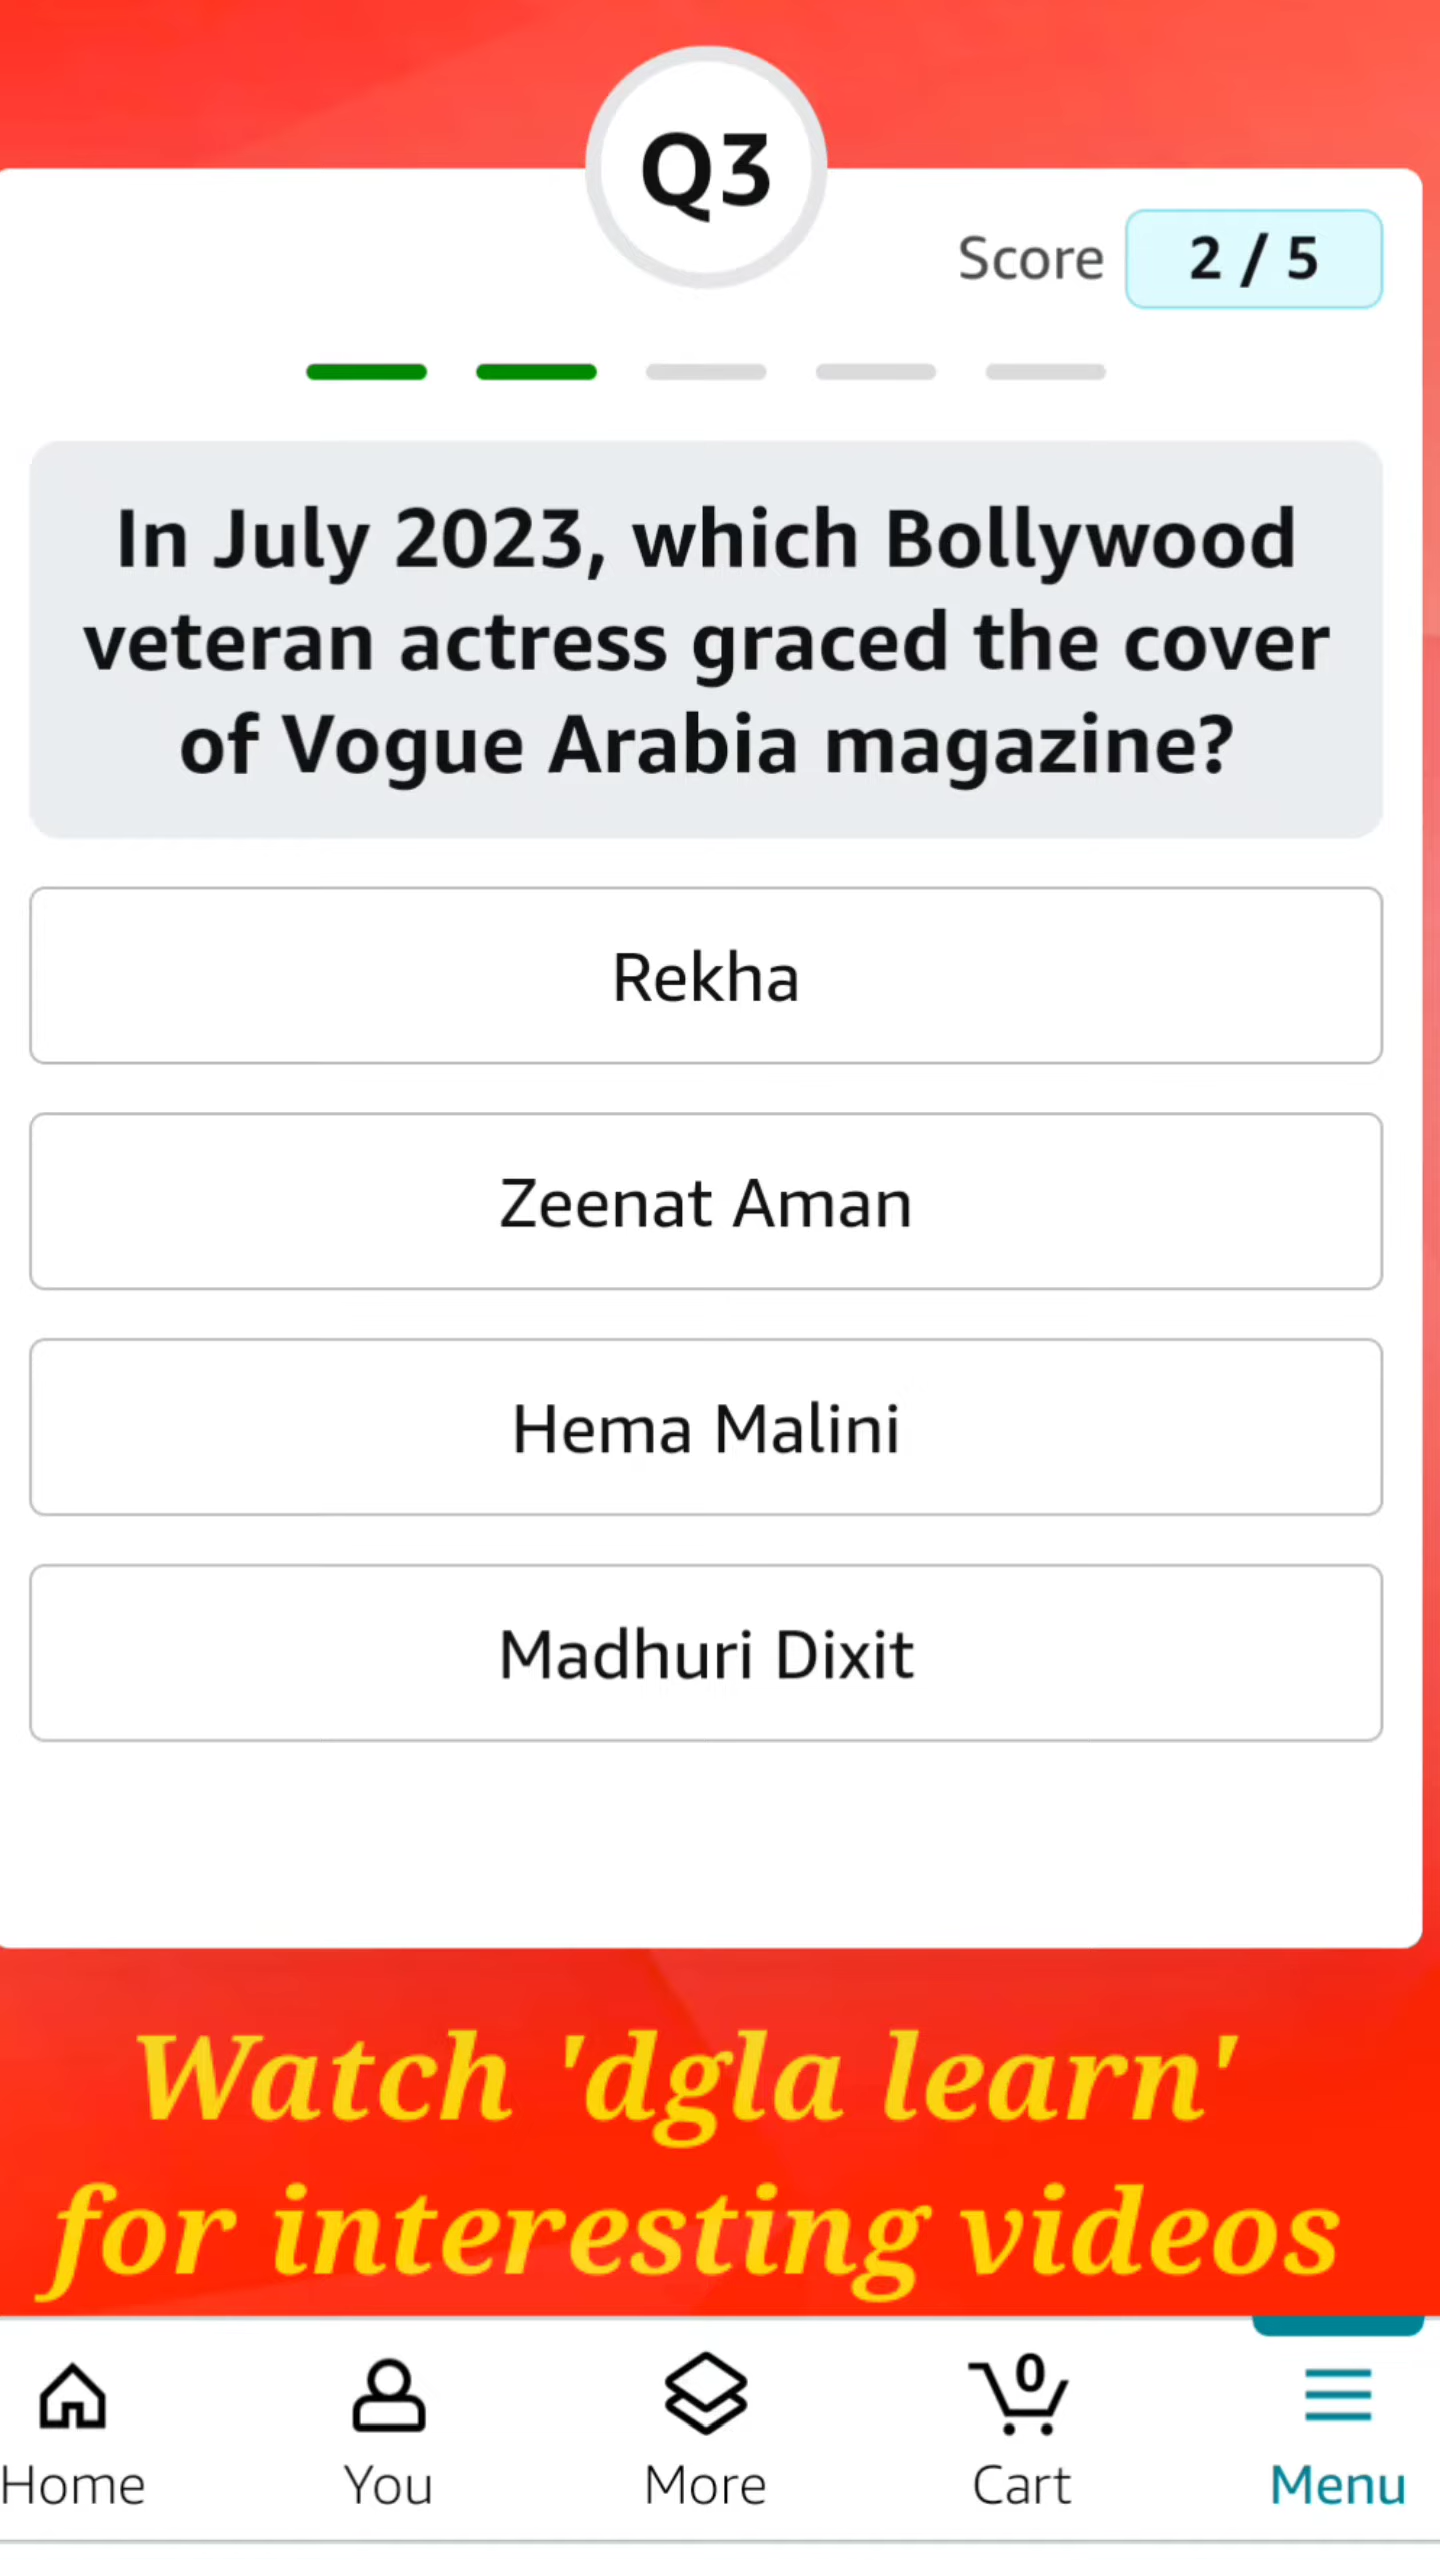 Q3
Score 2 / 5
In July 2023, which Bollywood
veteran actress graced the cover
of Vogue Arabia magazine?
Rekha
Zeenat Aman
Hema Malini
Madhuri Dixit
Watch 'dgla learn'
for interesting videos
0
Home You More Cart Menu